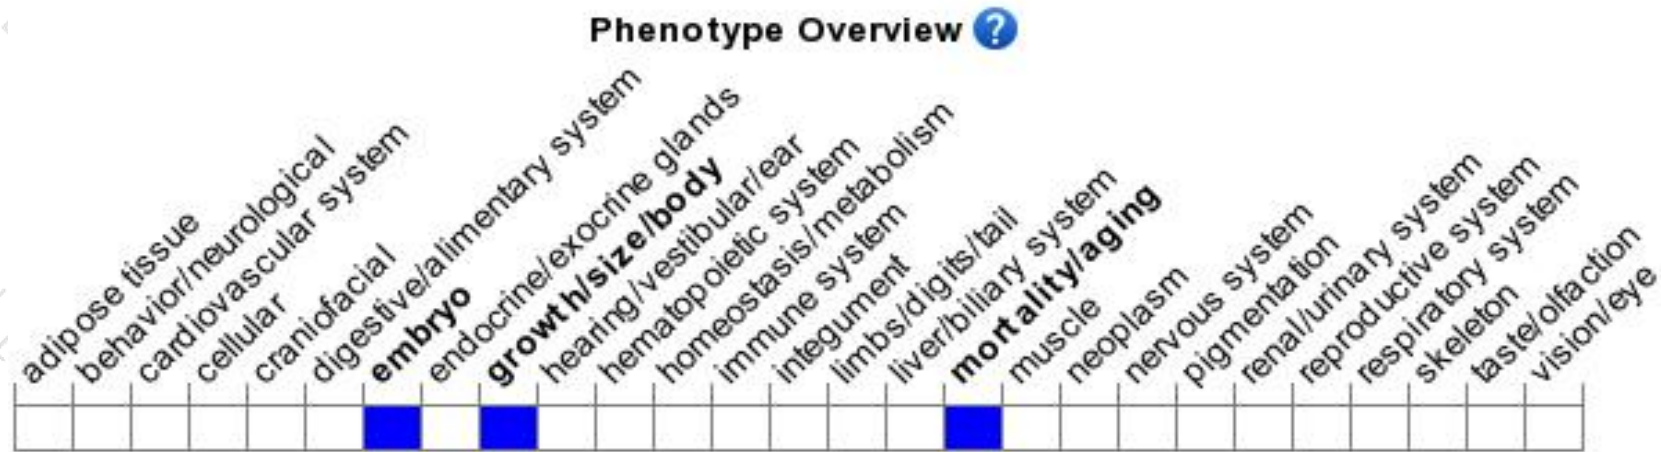 Phenotype Overview ?
adipose tissue
behavior/neurological
cardiovascular system
cellular
craniofacial
digestive/alimentary system
embryo
endocrine/exocrine glands
growth/size/body
hearing/vestibular/ear
hematopoietic system
homeostasis/metabolism
immune system
integument
limbs/digits/tail
liver/biliary system
mortality/aging
muscle
neoplasm
nervous system
pigmentation
renal/urinary system
reproductive system
respiratory system
skeleton
taste/olfaction
vision/eye